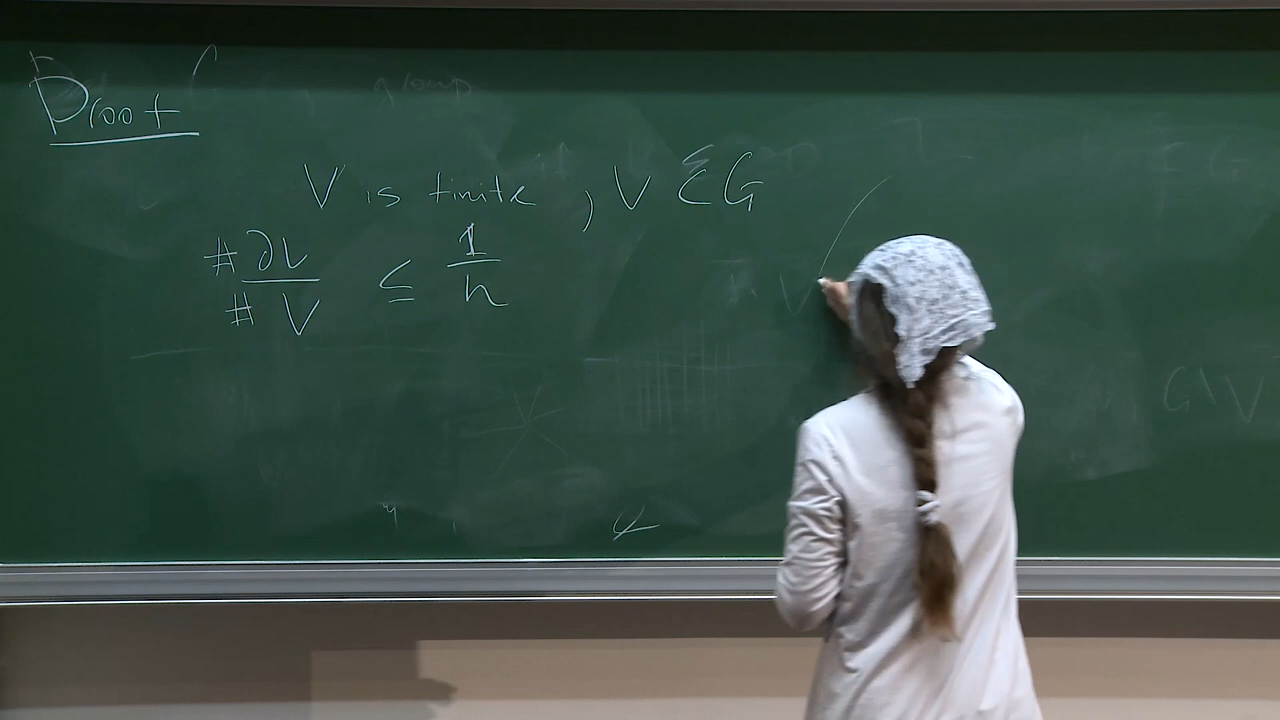 Proof
V is finite, V ⊆ G
# ∂V / # V ≤ 1 / n
G \ V